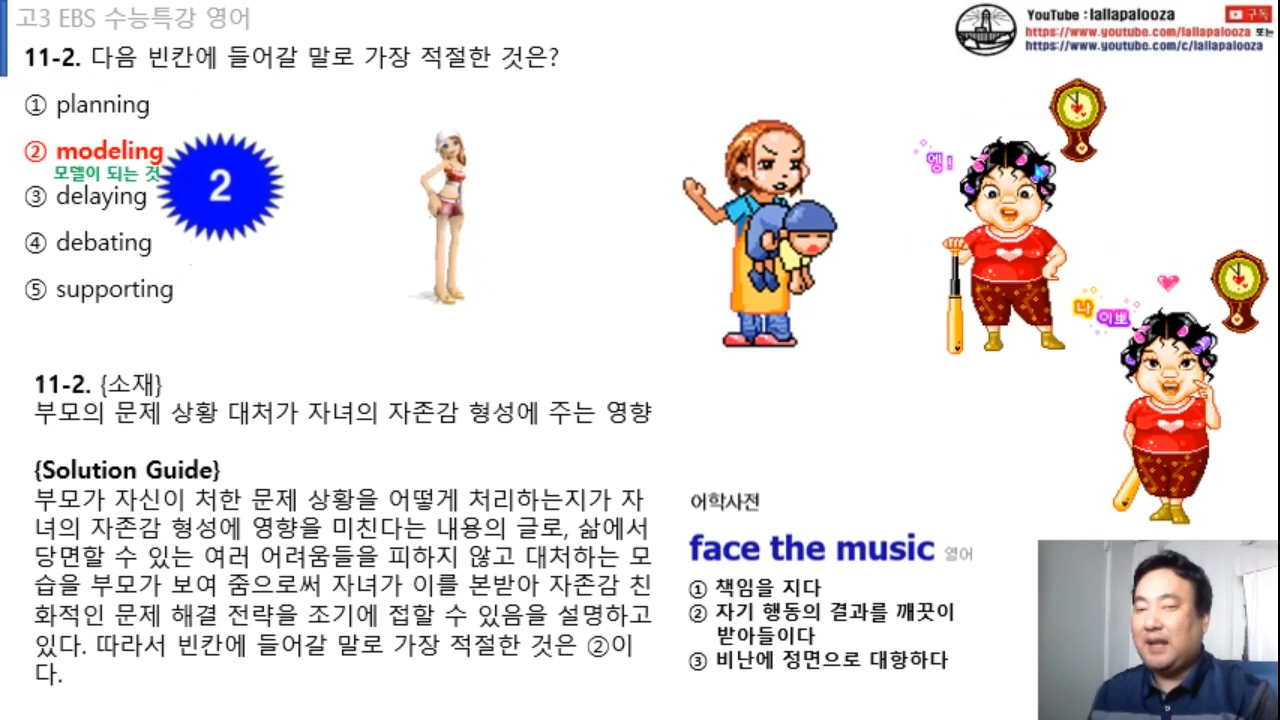 고3 EBS 수능특강 영어
YouTube : lallapalooza
구독
https://www.youtube.com/lallapalooza 또는
https://www.youtube.com/c/lallapalooza
11-2. 다음 빈칸에 들어갈 말로 가장 적절한 것은?
① planning
② modeling
모델이 되는 것
③ delaying
④ debating
⑤ supporting
2
엥!
나 이뽀
11-2. {소재}
부모의 문제 상황 대처가 자녀의 자존감 형성에 주는 영향
{Solution Guide}
부모가 자신이 처한 문제 상황을 어떻게 처리하는지가 자
녀의 자존감 형성에 영향을 미친다는 내용의 글로, 삶에서
당면할 수 있는 여러 어려움들을 피하지 않고 대처하는 모
습을 부모가 보여 줌으로써 자녀가 이를 본받아 자존감 친
화적인 문제 해결 전략을 조기에 접할 수 있음을 설명하고
있다. 따라서 빈칸에 들어갈 말로 가장 적절한 것은 ②이
다.
어학사전
face the music 영어
① 책임을 지다
② 자기 행동의 결과를 깨끗이
받아들이다
③ 비난에 정면으로 대항하다